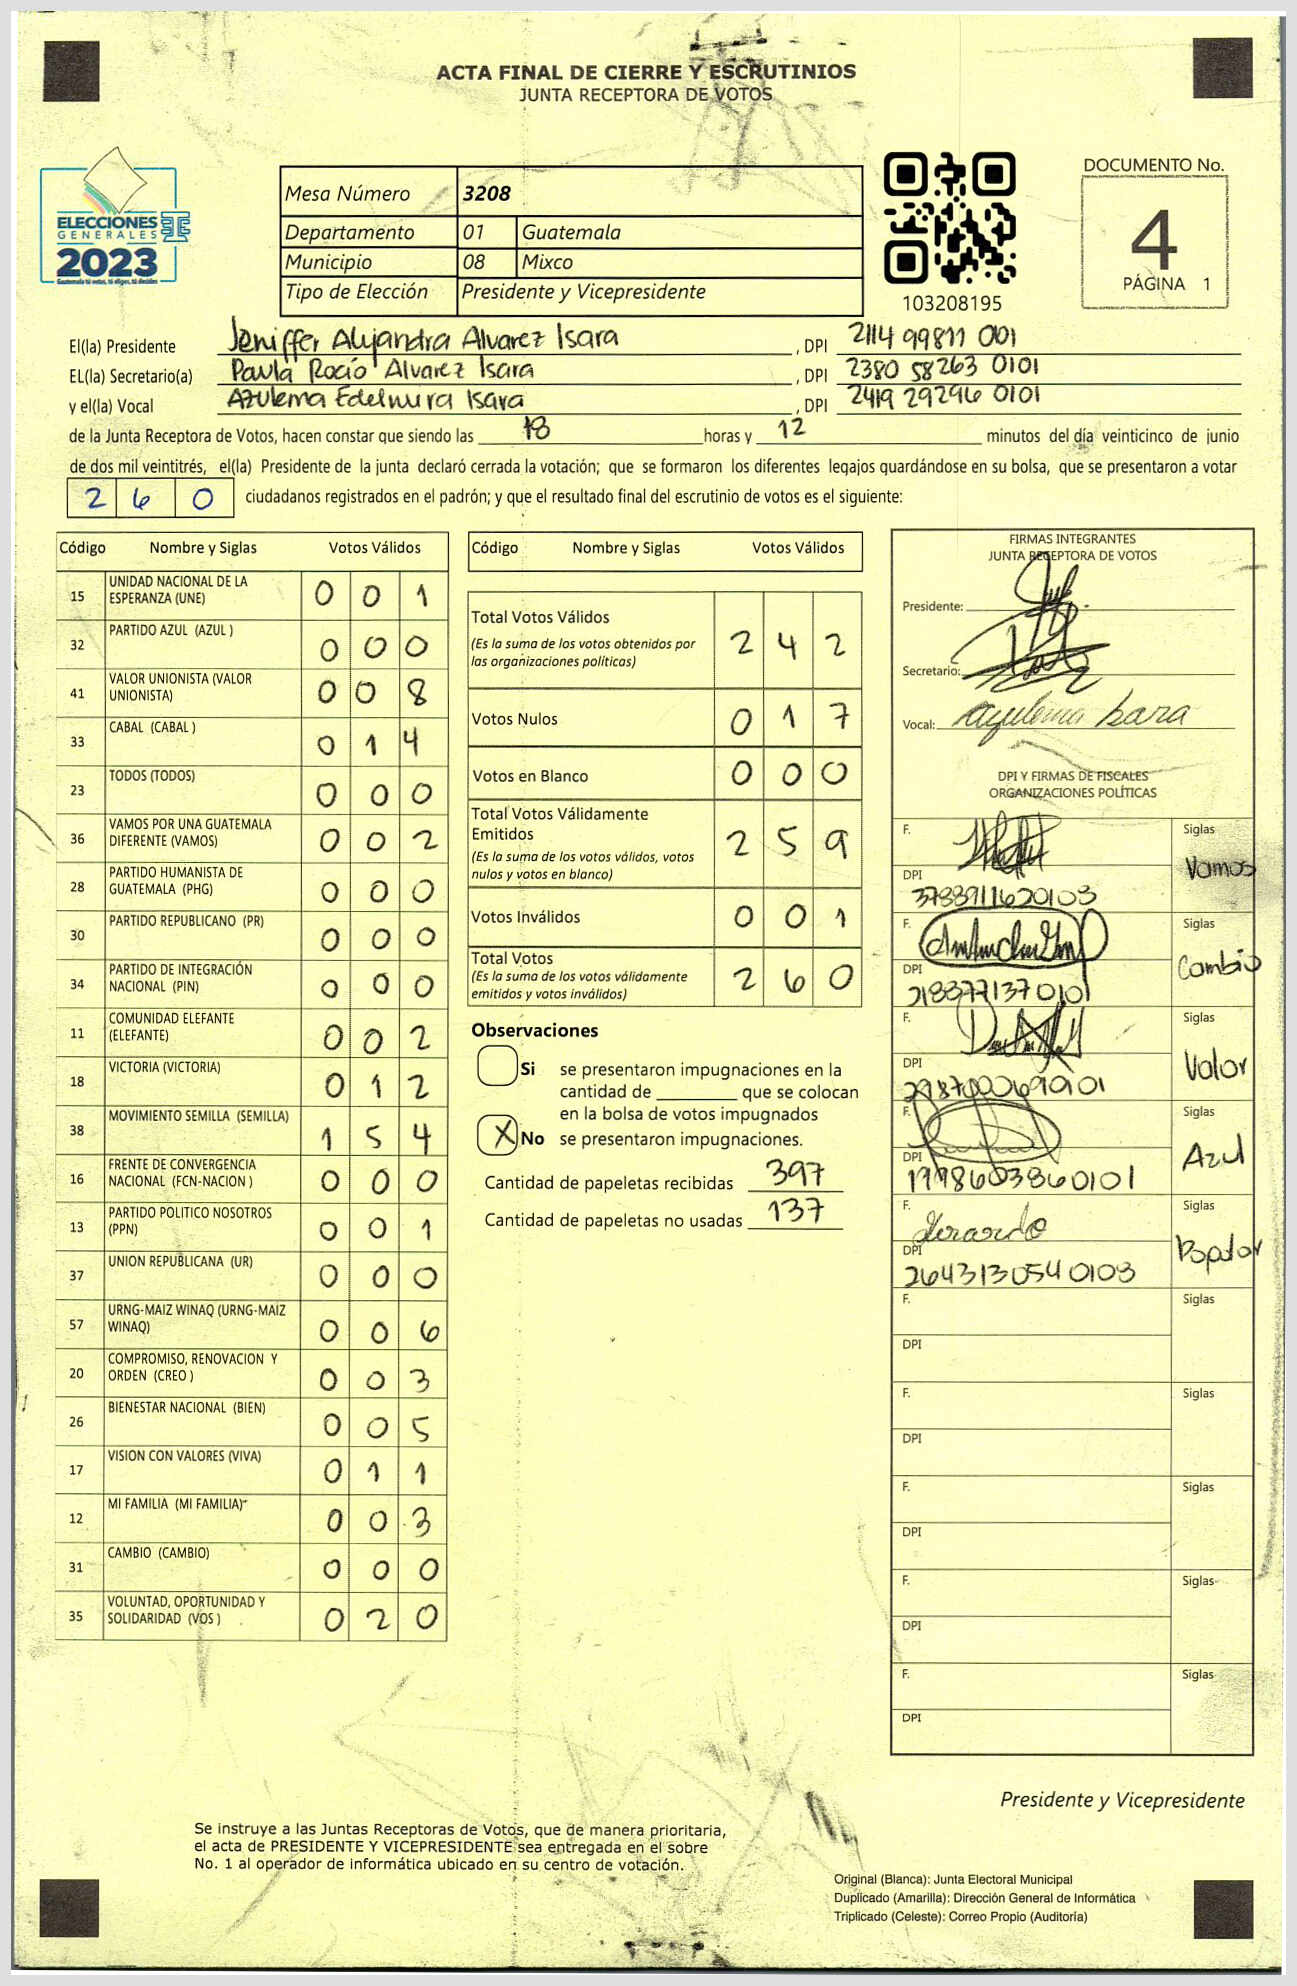 ACTA FINAL DE CIERRE Y ESCRUTINIOS
JUNTA RECEPTORA DE VOTOS
ELECCIONES
GENERALES
2023
Guatemala tú votas, tú eliges, tú decides
Mesa Número 3208
Departamento 01 Guatemala
Municipio 08 Mixco
Tipo de Elección Presidente y Vicepresidente
103208195
DOCUMENTO No.
4
PÁGINA 1
El(la) Presidente Jeniffer Alejandra Alvarez Isara , DPI 2114 99811 001
EL(la) Secretario(a) Paula Rocío Alvarez Isara , DPI 2380 58263 0101
y el(la) Vocal Azulema Edelmira Isara , DPI 2419 29296 0101
de la Junta Receptora de Votos, hacen constar que siendo las 18 horas y 12 minutos del día veinticinco de junio
de dos mil veintitrés, el(la) Presidente de la junta declaró cerrada la votación; que se formaron los diferentes legajos guardándose en su bolsa, que se presentaron a votar
260 ciudadanos registrados en el padrón; y que el resultado final del escrutinio de votos es el siguiente:
Código Nombre y Siglas Votos Válidos
15 UNIDAD NACIONAL DE LA ESPERANZA (UNE) 0 0 1
32 PARTIDO AZUL (AZUL ) 0 0 0
41 VALOR UNIONISTA (VALOR UNIONISTA) 0 0 8
33 CABAL (CABAL ) 0 1 4
23 TODOS (TODOS) 0 0 0
36 VAMOS POR UNA GUATEMALA DIFERENTE (VAMOS) 0 0 2
28 PARTIDO HUMANISTA DE GUATEMALA (PHG) 0 0 0
30 PARTIDO REPUBLICANO (PR) 0 0 0
34 PARTIDO DE INTEGRACIÓN NACIONAL (PIN) 0 0 0
11 COMUNIDAD ELEFANTE (ELEFANTE) 0 0 2
18 VICTORIA (VICTORIA) 0 1 2
38 MOVIMIENTO SEMILLA (SEMILLA) 1 5 4
16 FRENTE DE CONVERGENCIA NACIONAL (FCN-NACION ) 0 0 0
13 PARTIDO POLITICO NOSOTROS (PPN) 0 0 1
37 UNION REPUBLICANA (UR) 0 0 0
57 URNG-MAIZ WINAQ (URNG-MAIZ WINAQ) 0 0 6
20 COMPROMISO, RENOVACION Y ORDEN (CREO ) 0 0 3
26 BIENESTAR NACIONAL (BIEN) 0 0 5
17 VISION CON VALORES (VIVA) 0 1 1
12 MI FAMILIA (MI FAMILIA) 0 0 3
31 CAMBIO (CAMBIO) 0 0 0
35 VOLUNTAD, OPORTUNIDAD Y SOLIDARIDAD (VOS ) 0 2 0
Código Nombre y Siglas Votos Válidos
Total Votos Válidos 2 4 2
(Es la suma de los votos obtenidos por
las organizaciones políticas)
Votos Nulos 0 1 7
Votos en Blanco 0 0 0
Total Votos Válidamente
Emitidos 2 5 9
(Es la suma de los votos válidos, votos
nulos y votos en blanco)
Votos Inválidos 0 0 1
Total Votos 2 6 0
(Es la suma de los votos válidamente
emitidos y votos inválidos)
Observaciones
Si se presentaron impugnaciones en la
cantidad de ________ que se colocan
en la bolsa de votos impugnados
X No se presentaron impugnaciones.
Cantidad de papeletas recibidas 397
Cantidad de papeletas no usadas 137
FIRMAS INTEGRANTES
JUNTA RECEPTORA DE VOTOS
Presidente:
Secretario:
Vocal: Azulema Isara
DPI Y FIRMAS DE FISCALES
ORGANIZACIONES POLÍTICAS
F. Siglas
Vamos
DPI
F. Siglas
Cambio
DPI 2183771370101
F. Siglas
Valor
DPI
F. Siglas
Azul
DPI 1998603860101
F. Gerardo Siglas
Popular
DPI 2643130540103
F. Siglas
DPI
F. Siglas
DPI
F. Siglas
DPI
F. Siglas
DPI
F. Siglas
DPI
Presidente y Vicepresidente
Se instruye a las Juntas Receptoras de Votos, que de manera prioritaria,
el acta de PRESIDENTE Y VICEPRESIDENTE sea entregada en el sobre
No. 1 al operador de informática ubicado en su centro de votación.
Original (Blanca): Junta Electoral Municipal
Duplicado (Amarilla): Dirección General de Informática
Triplicado (Celeste): Correo Propio (Auditoría)